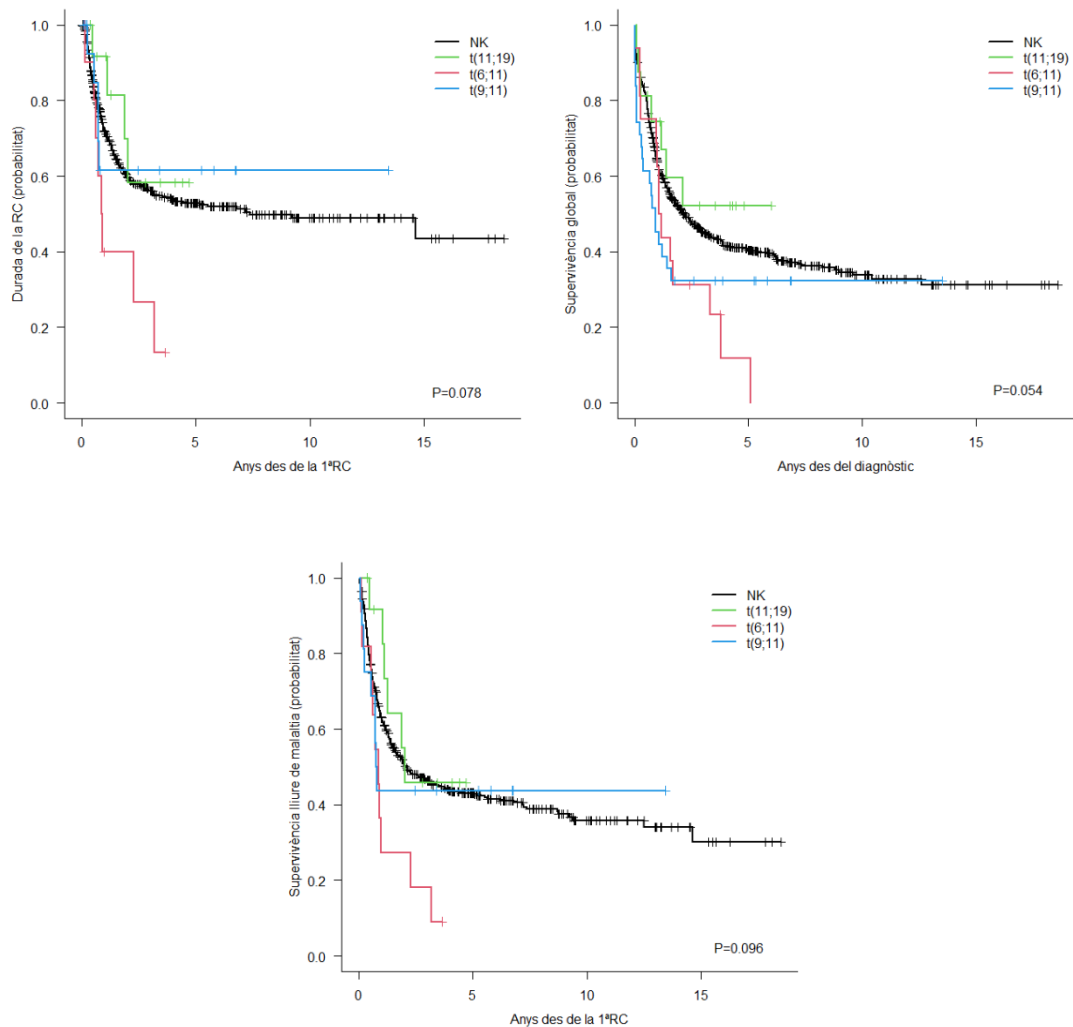 Durada de la RC (probabilitat)
1.0
0.8
0.6
0.4
0.2
0.0
NK
t(11;19)
t(6;11)
t(9;11)
P=0.078
0 5 10 15
Anys des de la 1ªRC
Supervivència global (probabilitat)
1.0
0.8
0.6
0.4
0.2
0.0
NK
t(11;19)
t(6;11)
t(9;11)
P=0.054
0 5 10 15
Anys des del diagnòstic
Supervivència lliure de malaltia (probabilitat)
1.0
0.8
0.6
0.4
0.2
0.0
NK
t(11;19)
t(6;11)
t(9;11)
P=0.096
0 5 10 15
Anys des de la 1ªRC